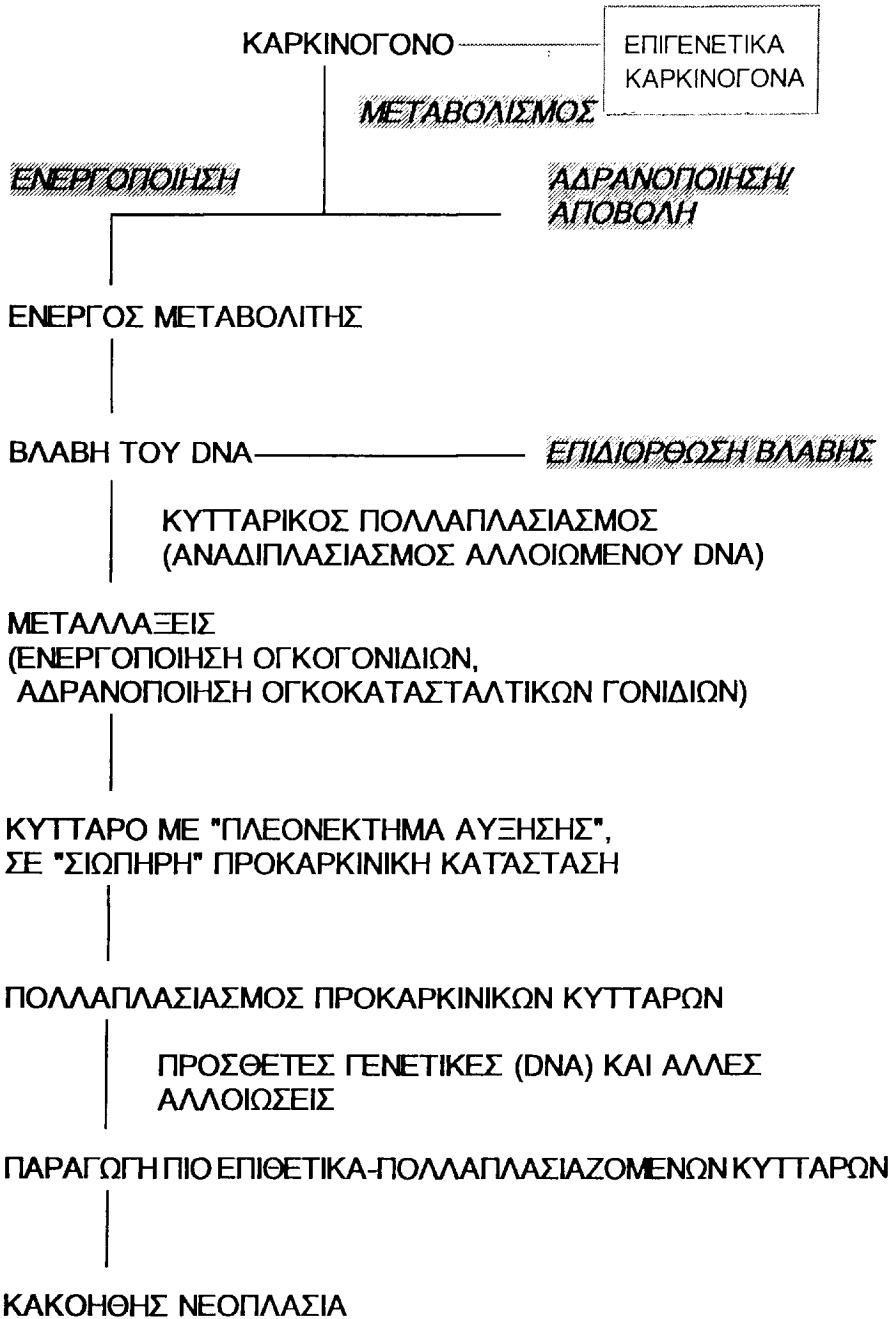 ΚΑΡΚΙΝΟΓΟΝΟ
ΕΠΙΓΕΝΕΤΙΚΑ
ΚΑΡΚΙΝΟΓΟΝΑ
ΜΕΤΑΒΟΛΙΣΜΟΣ
ΕΝΕΡΓΟΠΟΙΗΣΗ
ΑΔΡΑΝΟΠΟΙΗΣΗ/
ΑΠΟΒΟΛΗ
ΕΝΕΡΓΟΣ ΜΕΤΑΒΟΛΙΤΗΣ
ΒΛΑΒΗ ΤΟΥ DNA
ΕΠΙΔΙΟΡΘΩΣΗ ΒΛΑΒΗΣ
ΚΥΤΤΑΡΙΚΟΣ ΠΟΛΛΑΠΛΑΣΙΑΣΜΟΣ
(ΑΝΑΔΙΠΛΑΣΙΑΣΜΟΣ ΑΛΛΟΙΩΜΕΝΟΥ DNA)
ΜΕΤΑΛΛΑΞΕΙΣ
(ΕΝΕΡΓΟΠΟΙΗΣΗ ΟΓΚΟΓΟΝΙΔΙΩΝ,
ΑΔΡΑΝΟΠΟΙΗΣΗ ΟΓΚΟΚΑΤΑΣΤΑΛΤΙΚΩΝ ΓΟΝΙΔΙΩΝ)
ΚΥΤΤΑΡΟ ΜΕ "ΠΛΕΟΝΕΚΤΗΜΑ ΑΥΞΗΣΗΣ",
ΣΕ "ΣΙΩΠΗΡΗ" ΠΡΟΚΑΡΚΙΝΙΚΗ ΚΑΤΆΣΤΑΣΗ
ΠΟΛΛΑΠΛΑΣΙΑΣΜΟΣ ΠΡΟΚΑΡΚΙΝΙΚΩΝ ΚΥΤΤΑΡΩΝ
ΠΡΟΣΘΕΤΕΣ ΓΕΝΕΤΙΚΕΣ (DNA) ΚΑΙ ΑΛΛΕΣ
ΑΛΛΟΙΩΣΕΙΣ
ΠΑΡΑΓΩΓΗ ΠΙΟ ΕΠΙΘΕΤΙΚΑ-ΠΟΛΛΑΠΛΑΣΙΑΖΟΜΕΝΩΝ ΚΥΤΤΑΡΩΝ
ΚΑΚΟΗΘΗΣ ΝΕΟΠΛΑΣΙΑ